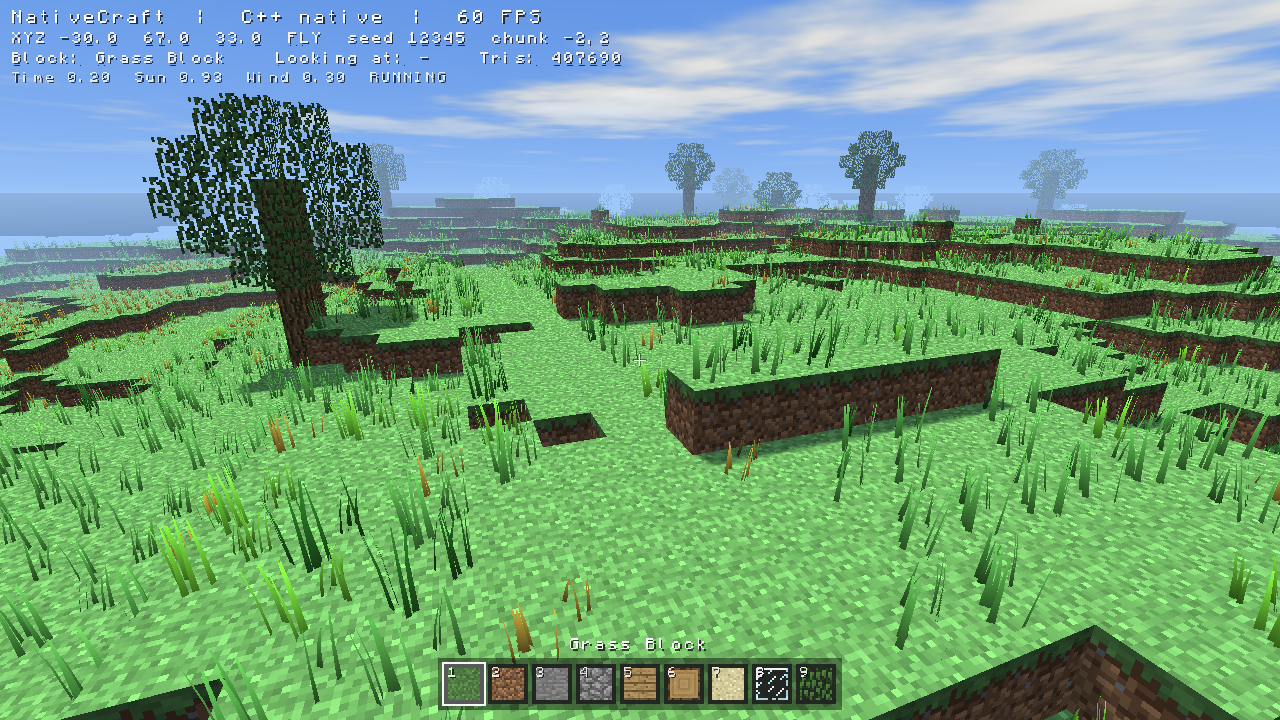 NativeCraft | C++ native | 60 FPS
XYZ -30.0 67.0 33.0 FLY seed 12345 chunk -2,2
Block: Grass Block Looking at: - Tris: 407690
Time 0.20 Sun 0.93 Wind 0.30 RUNNING
Grass Block
1 2 3 4 5 6 7 8 9